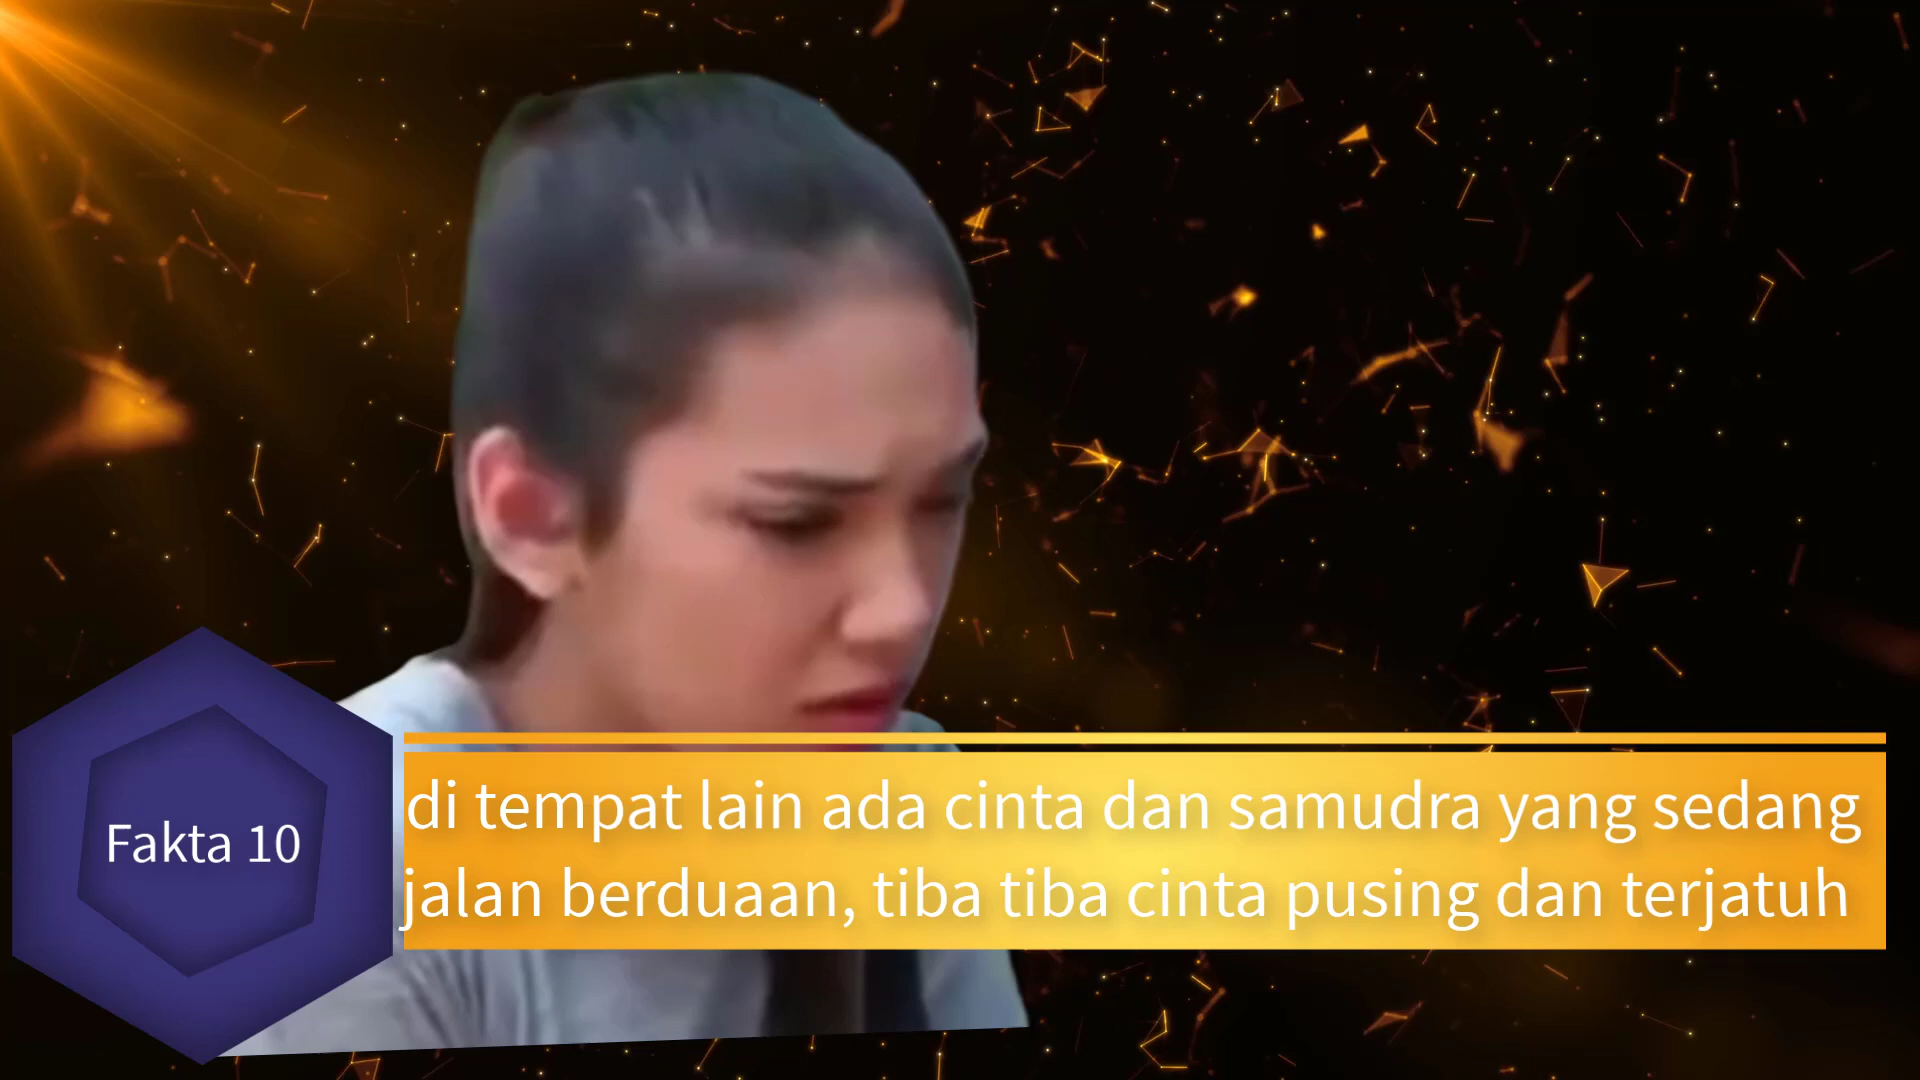 Fakta 10
di tempat lain ada cinta dan samudra yang sedang
jalan berduaan, tiba tiba cinta pusing dan terjatuh